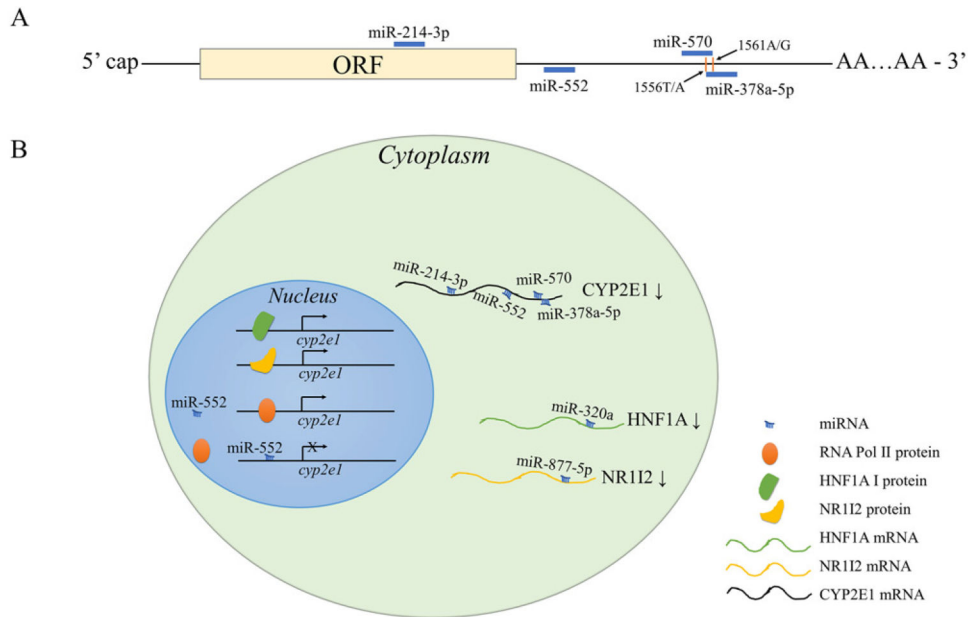 A
miR-214-3p
miR-570
1561A/G
5' cap
ORF
AA…AA - 3'
miR-552
1556T/A
miR-378a-5p
B
Cytoplasm
Nucleus
cyp2e1
cyp2e1
miR-552
cyp2e1
miR-552
X
cyp2e1
miR-214-3p
miR-570
CYP2E1 ↓
miR-552
miR-378a-5p
miR-320a
HNF1A ↓
miR-877-5p
NR1I2 ↓
miRNA
RNA Pol II protein
HNF1A I protein
NR1I2 protein
HNF1A mRNA
NR1I2 mRNA
CYP2E1 mRNA